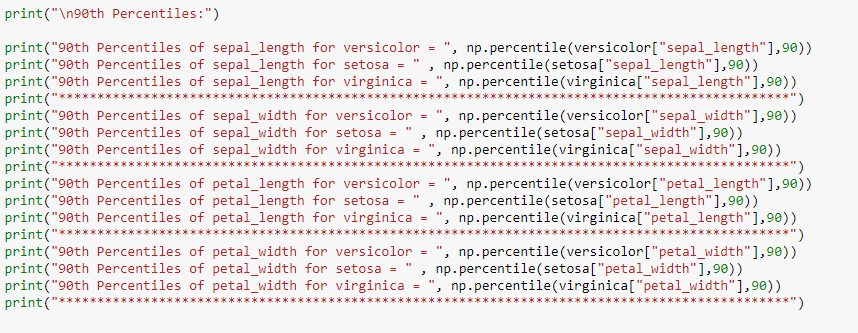 print("\n90th Percentiles:")
print("90th Percentiles of sepal_length for versicolor = ", np.percentile(versicolor["sepal_length"],90))
print("90th Percentiles of sepal_length for setosa = " , np.percentile(setosa["sepal_length"],90))
print("90th Percentiles of sepal_length for virginica = ", np.percentile(virginica["sepal_length"],90))
print("***********************************************************************************************")
print("90th Percentiles of sepal_width for versicolor = ", np.percentile(versicolor["sepal_width"],90))
print("90th Percentiles of sepal_width for setosa = " , np.percentile(setosa["sepal_width"],90))
print("90th Percentiles of sepal_width for virginica = ", np.percentile(virginica["sepal_width"],90))
print("***********************************************************************************************")
print("90th Percentiles of petal_length for versicolor = ", np.percentile(versicolor["petal_length"],90))
print("90th Percentiles of petal_length for setosa = " , np.percentile(setosa["petal_length"],90))
print("90th Percentiles of petal_length for virginica = ", np.percentile(virginica["petal_length"],90))
print("***********************************************************************************************")
print("90th Percentiles of petal_width for versicolor = ", np.percentile(versicolor["petal_width"],90))
print("90th Percentiles of petal_width for setosa = " , np.percentile(setosa["petal_width"],90))
print("90th Percentiles of petal_width for virginica = ", np.percentile(virginica["petal_width"],90))
print("***********************************************************************************************")